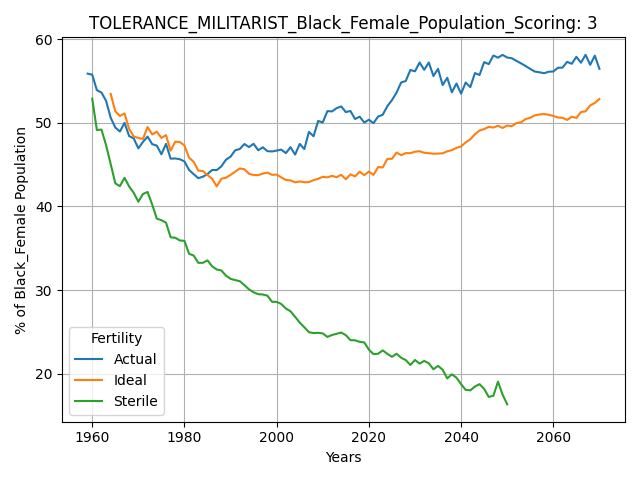 TOLERANCE_MILITARIST_Black_Female_Population_Scoring: 3
% of Black_Female Population
60
50
40
30
20
Fertility
Actual
Ideal
Sterile
1960 1980 2000 2020 2040 2060
Years